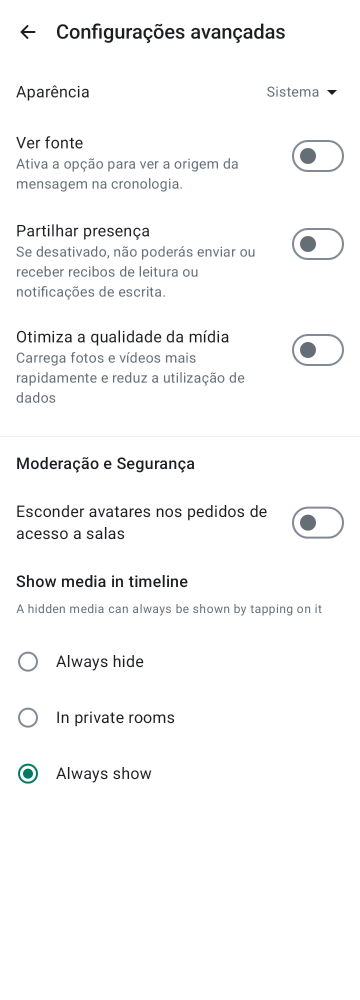 Configurações avançadas
Aparência
Sistema
Ver fonte
Ativa a opção para ver a origem da
mensagem na cronologia.
Partilhar presença
Se desativado, não poderás enviar ou
receber recibos de leitura ou
notificações de escrita.
Otimiza a qualidade da mídia
Carrega fotos e vídeos mais
rapidamente e reduz a utilização de
dados
Moderação e Segurança
Esconder avatares nos pedidos de
acesso a salas
Show media in timeline
A hidden media can always be shown by tapping on it
Always hide
In private rooms
Always show